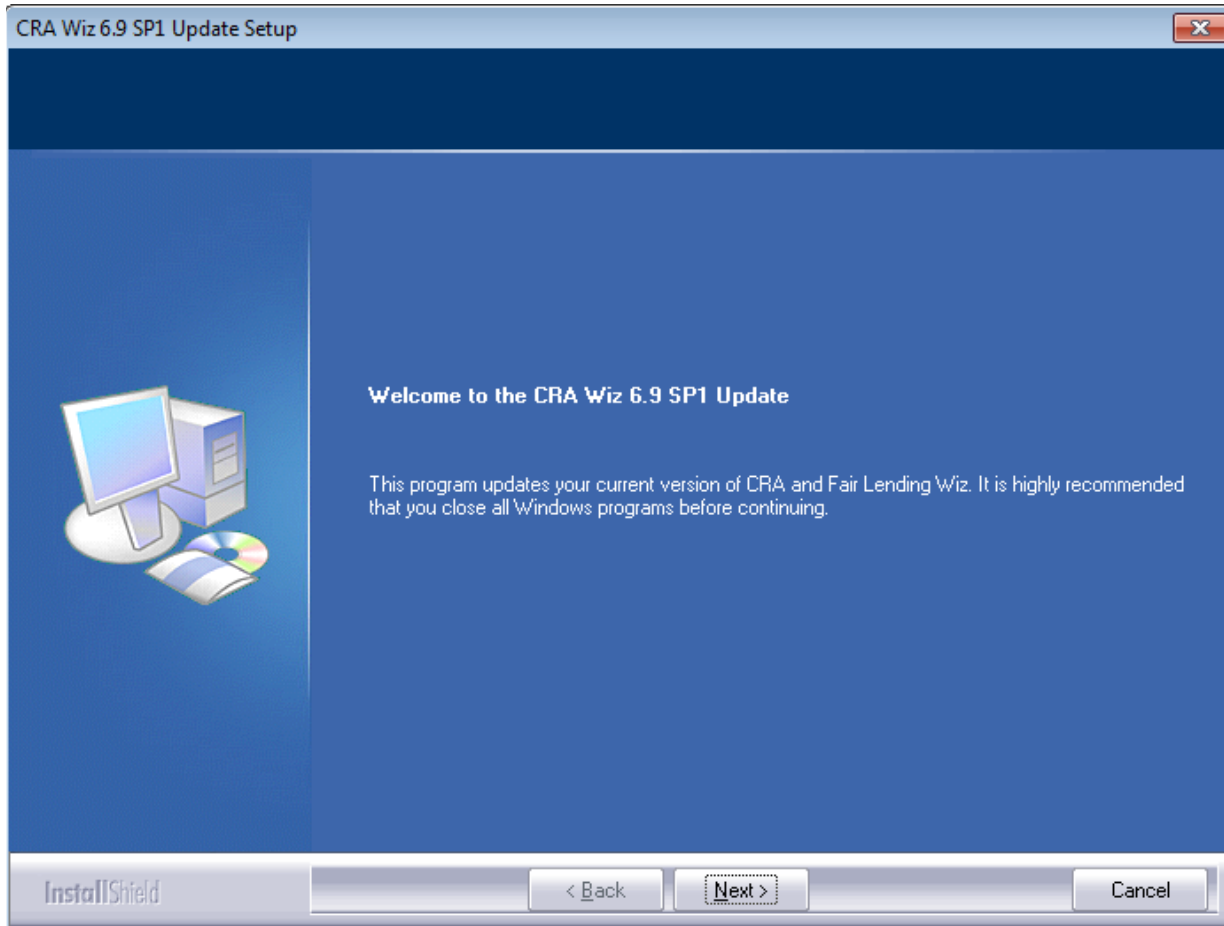 CRA Wiz 6.9 SP1 Update Setup
Welcome to the CRA Wiz 6.9 SP1 Update
This program updates your current version of CRA and Fair Lending Wiz. It is highly recommended
that you close all Windows programs before continuing.
InstallShield
< Back
Next >
Cancel